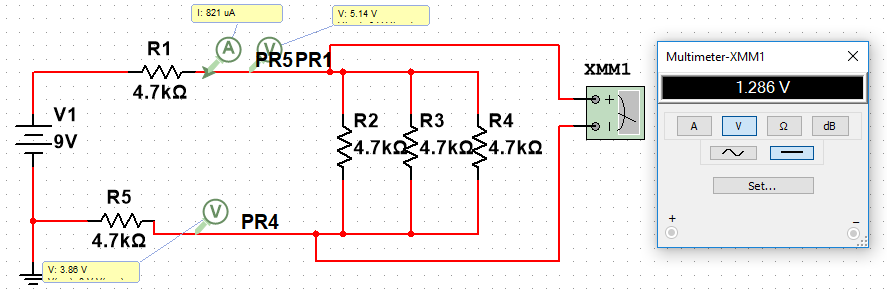 I: 821 uA
V: 5.14 V
R1
A
V
PR5
PR1
4.7kΩ
XMM1
V1
9V
R2
4.7kΩ
R3
4.7kΩ
R4
4.7kΩ
R5
4.7kΩ
V
PR4
V: 3.86 V
Multimeter-XMM1
1.286 V
A
V
Ω
dB
Set...
+
−